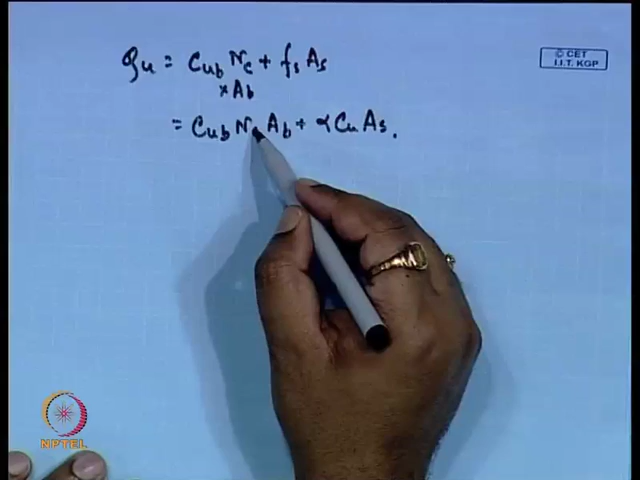 Qu = Cub Nc + fs As
× Ab
= Cub Nc Ab + α Cu As.
© CET
I.I.T. KGP
NPTEL